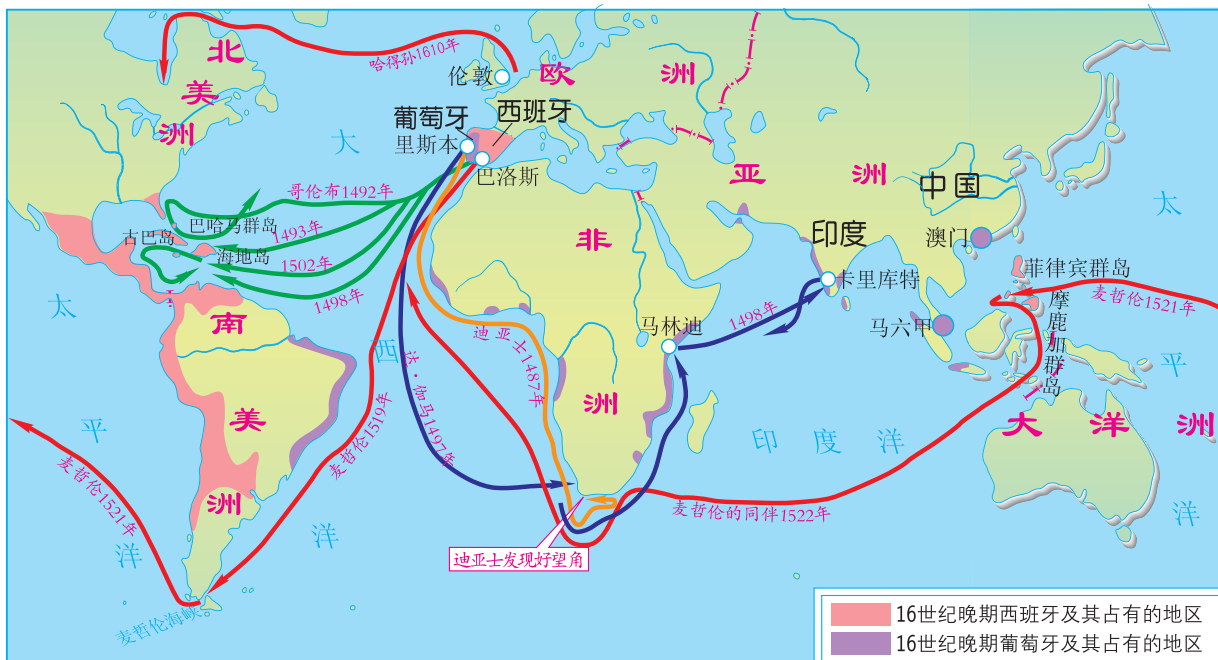 北美洲
哈得孙1610年
伦敦
欧洲
葡萄牙
西班牙
里斯本
巴洛斯
大西洋
哥伦布1492年
巴哈马群岛
1493年
古巴岛
海地岛
1502年
1498年
亚洲
中国
印度
澳门
太平洋
非洲
卡里库特
菲律宾群岛
麦哲伦1521年
摩鹿加群岛
马六甲
马林迪
1498年
迪亚士1487年
达·伽马1497年
太平洋
南美洲
麦哲伦1519年
麦哲伦1521年
印度洋
大洋洲
麦哲伦的同伴1522年
迪亚士发现好望角
麦哲伦海峡
16世纪晚期西班牙及其占有的地区
16世纪晚期葡萄牙及其占有的地区